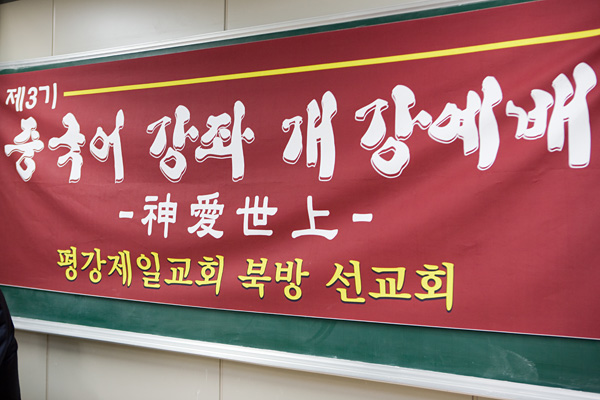 제3기
중국어 강좌 개강예배
-神愛世上-
평강제일교회 북방 선교회